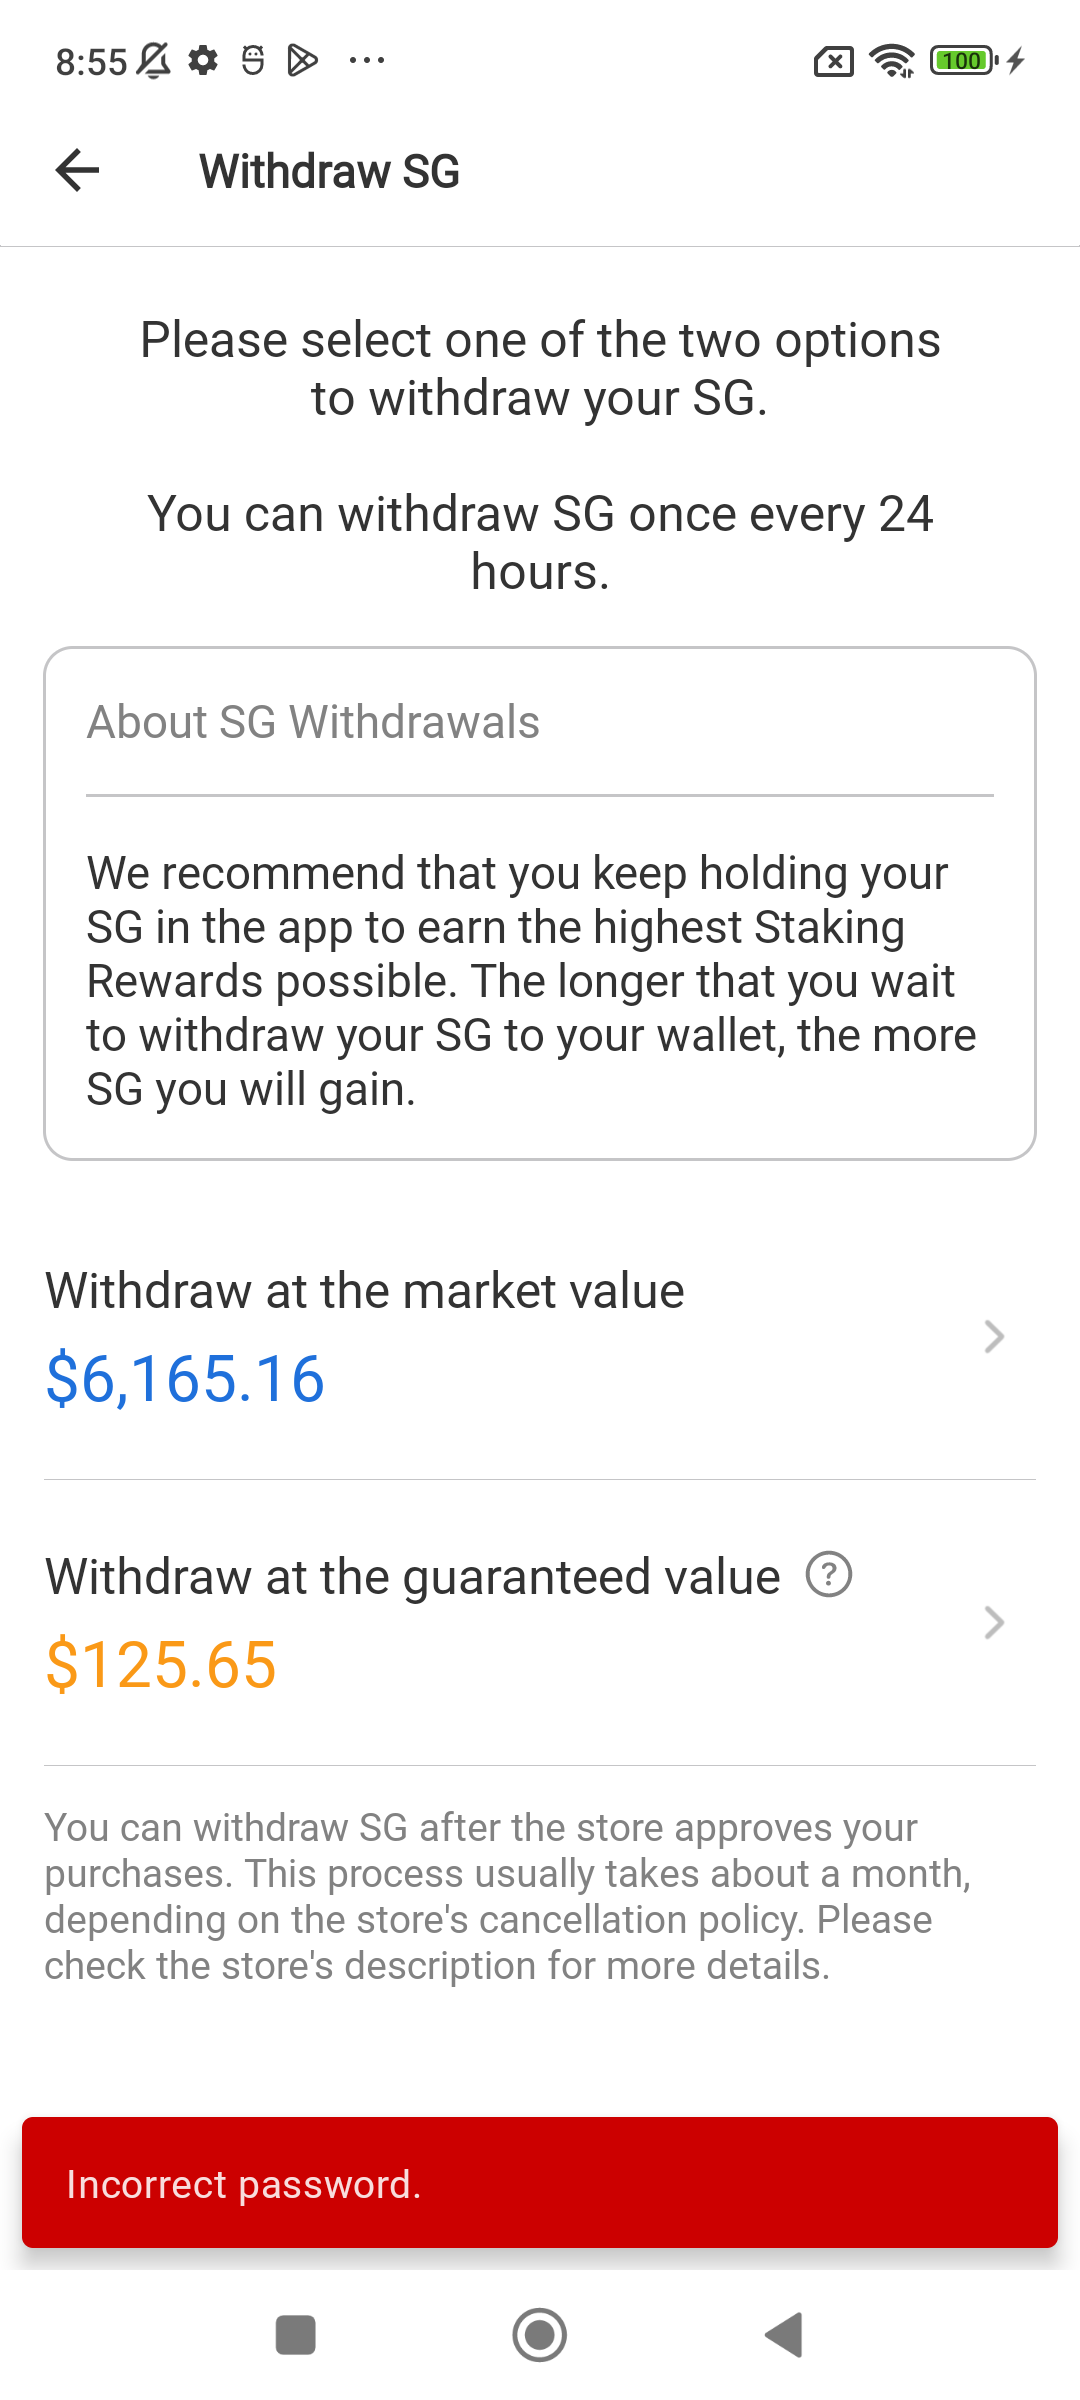 8:55
100
Withdraw SG
Please select one of the two options
to withdraw your SG.
You can withdraw SG once every 24
hours.
About SG Withdrawals
We recommend that you keep holding your
SG in the app to earn the highest Staking
Rewards possible. The longer that you wait
to withdraw your SG to your wallet, the more
SG you will gain.
Withdraw at the market value
$6,165.16
Withdraw at the guaranteed value ?
$125.65
You can withdraw SG after the store approves your
purchases. This process usually takes about a month,
depending on the store's cancellation policy. Please
check the store's description for more details.
Incorrect password.